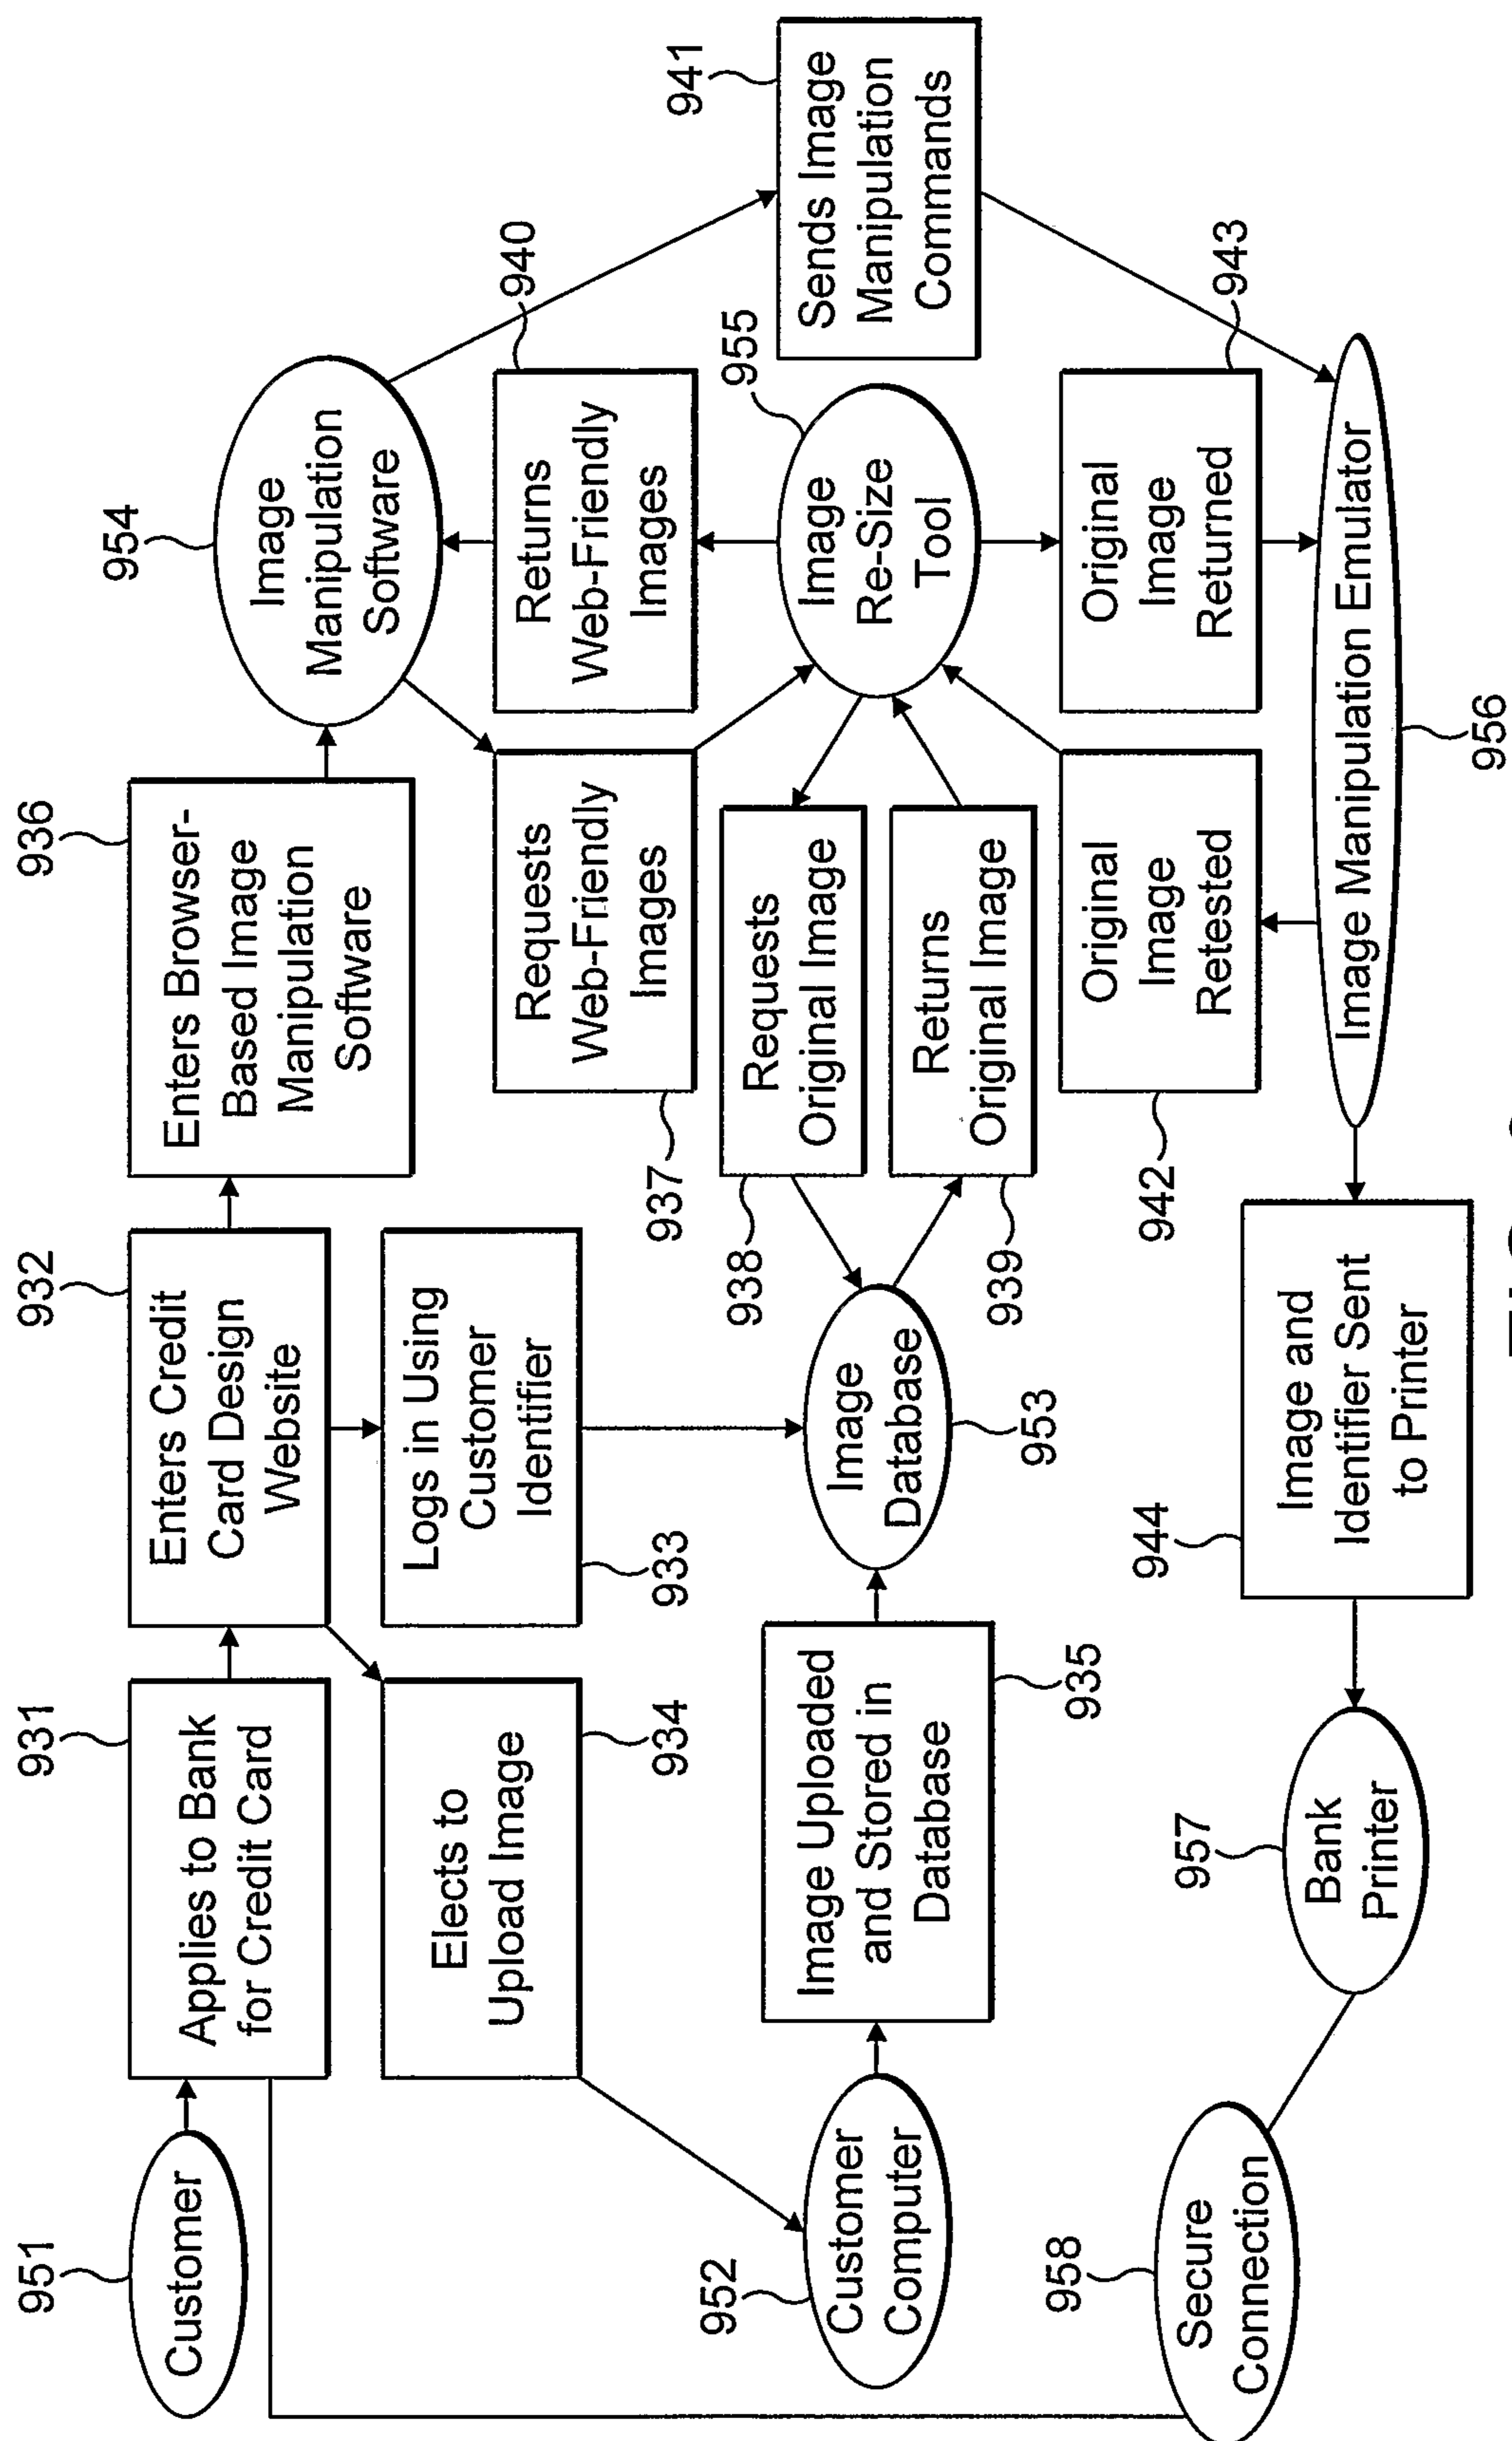 951
Customer
931
Applies to Bank
for Credit Card
932
Enters Credit
Card Design
Website
936
Enters Browser-
Based Image
Manipulation
Software
954
Image
Manipulation
Software
934
Elects to
Upload Image
933
Logs in Using
Customer
Identifier
937
Requests
Web-Friendly
Images
940
Returns
Web-Friendly
Images
941
Sends Image
Manipulation
Commands
952
Customer
Computer
935
Image Uploaded
and Stored in
Database
953
Image
Database
938
Requests
Original Image
939
Returns
Original Image
955
Image
Re-Size
Tool
942
Original
Image
Retested
943
Original
Image
Returned
958
Secure
Connection
957
Bank
Printer
944
Image and
Identifier Sent
to Printer
956
Image Manipulation Emulator